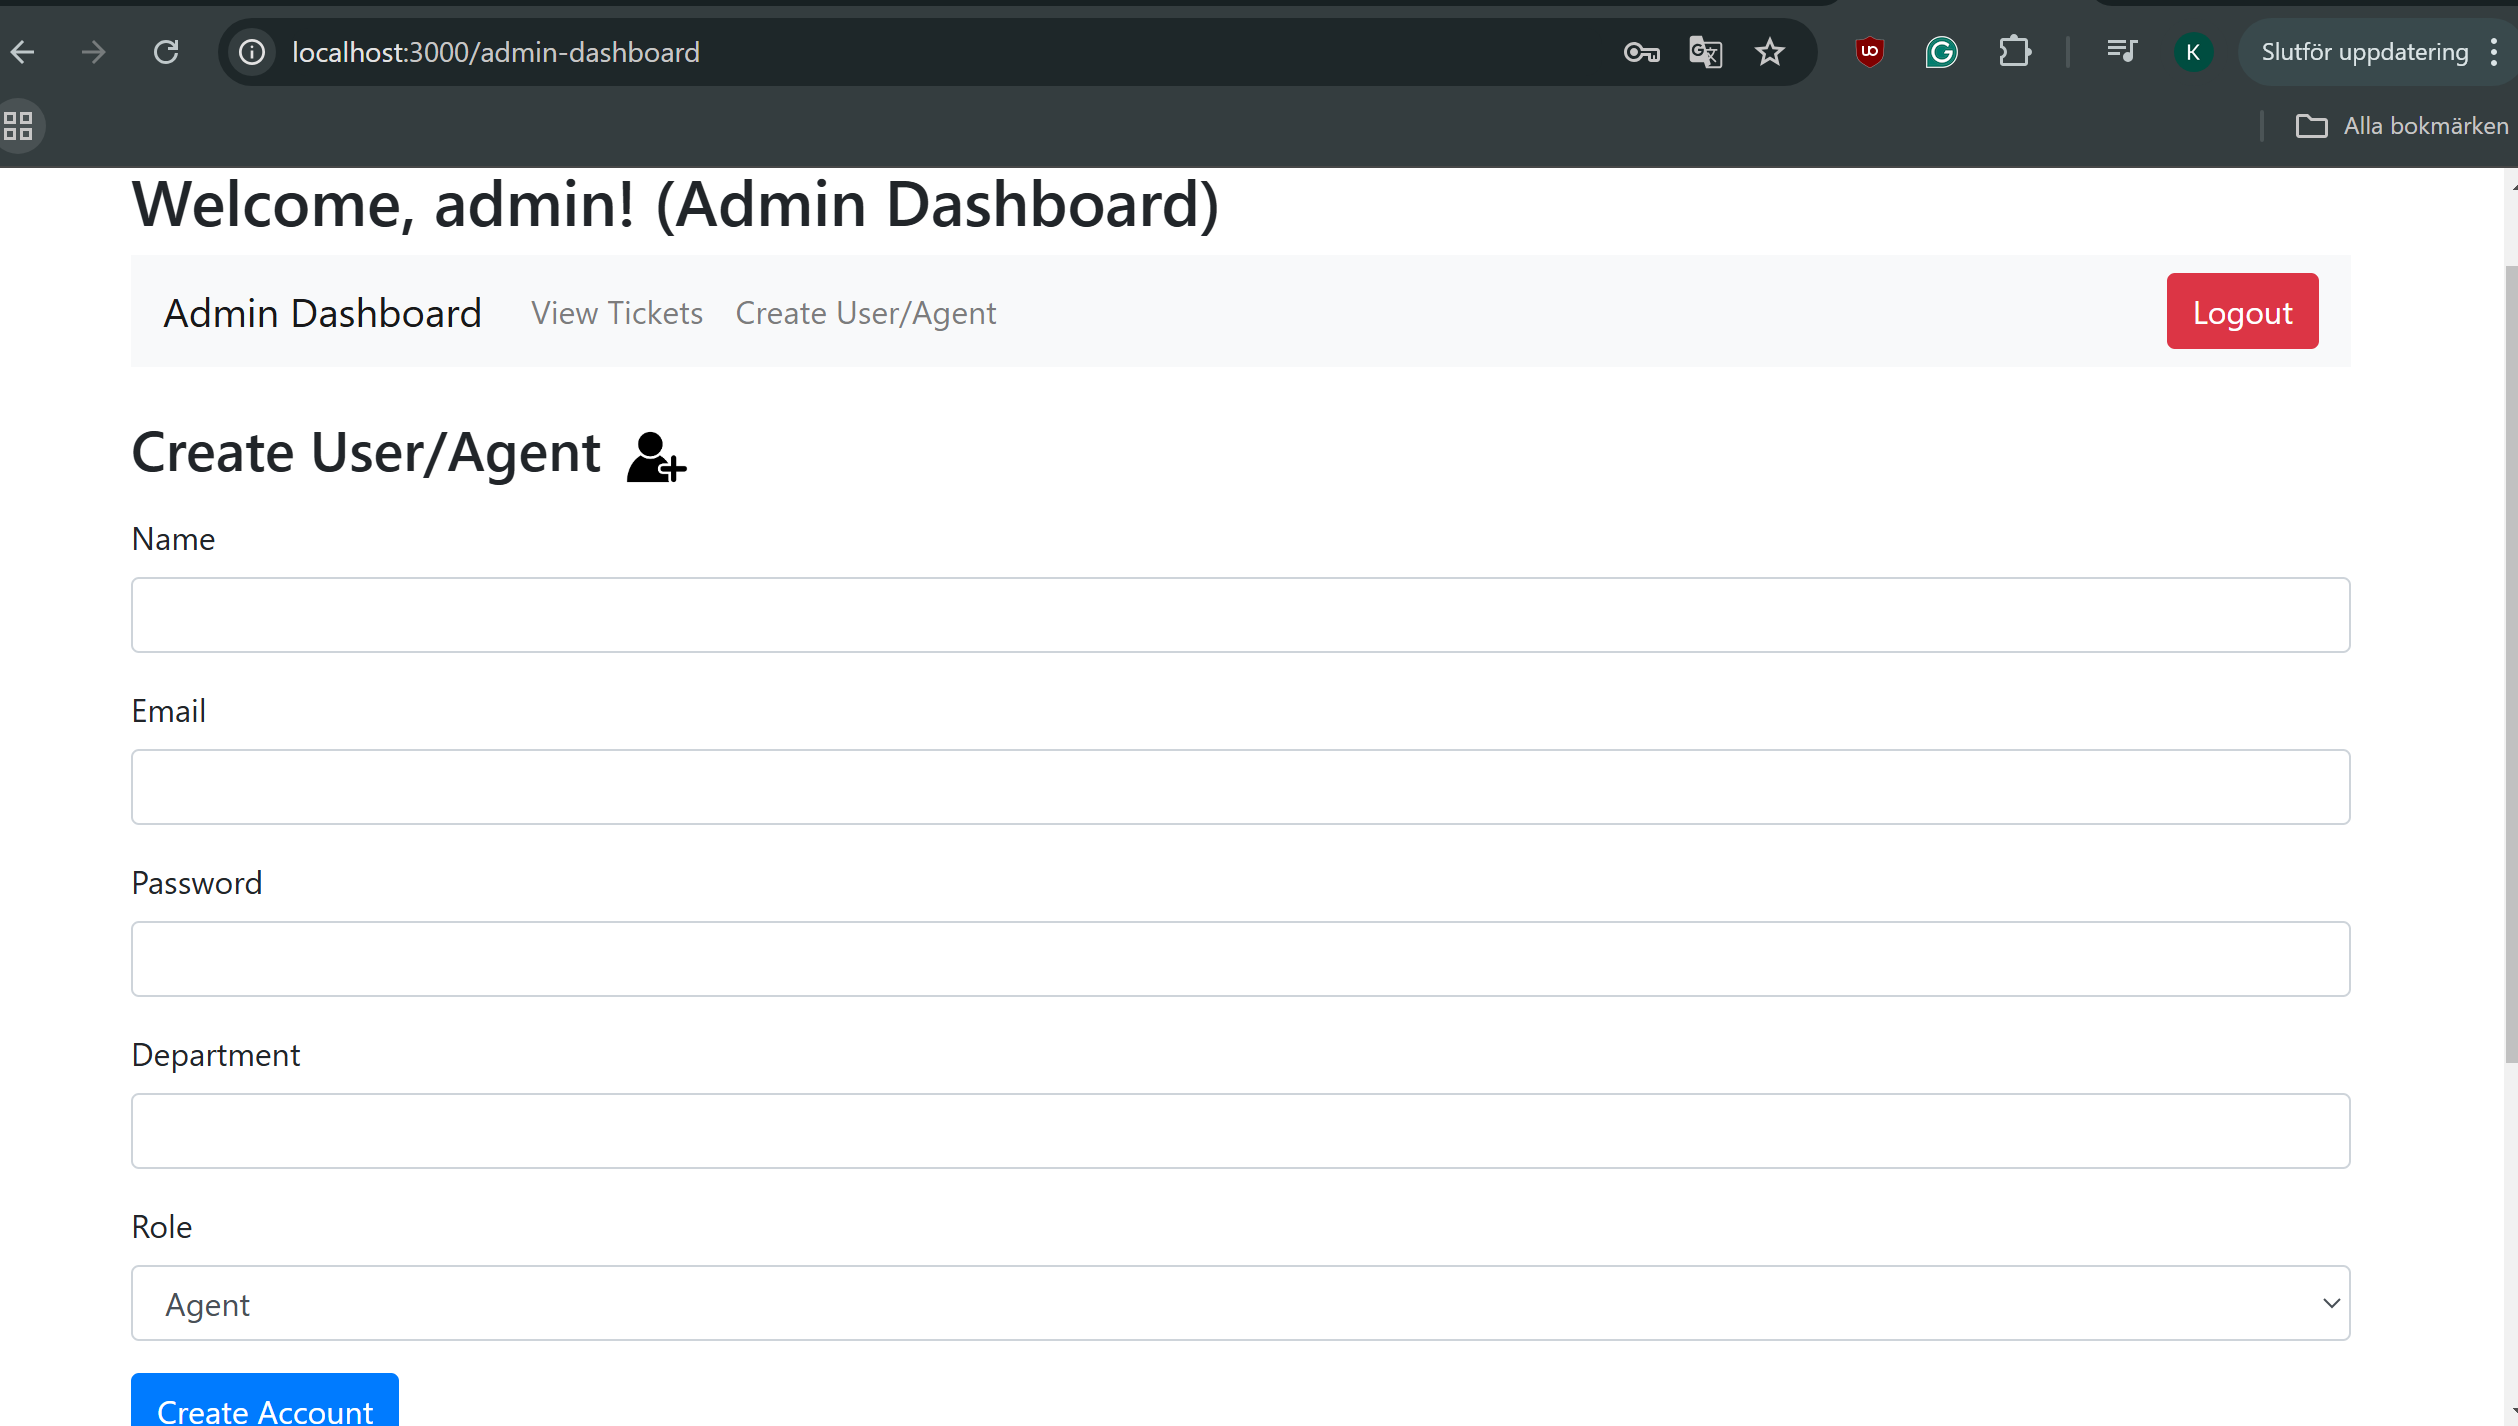 localhost:3000/admin-dashboard
K
Slutför uppdatering
Alla bokmärken
Welcome, admin! (Admin Dashboard)
Admin Dashboard View Tickets Create User/Agent Logout
Create User/Agent
Name
Email
Password
Department
Role
Agent
Create Account